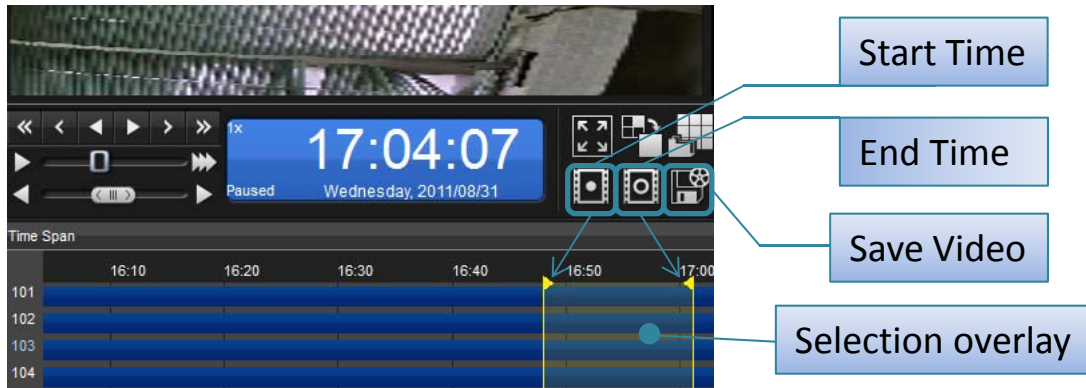 Start Time
1x
17:04:07
Paused
Wednesday, 2011/08/31
End Time
Save Video
Time Span
16:10 16:20 16:30 16:40 16:50 17:00
101
102
103
104
Selection overlay